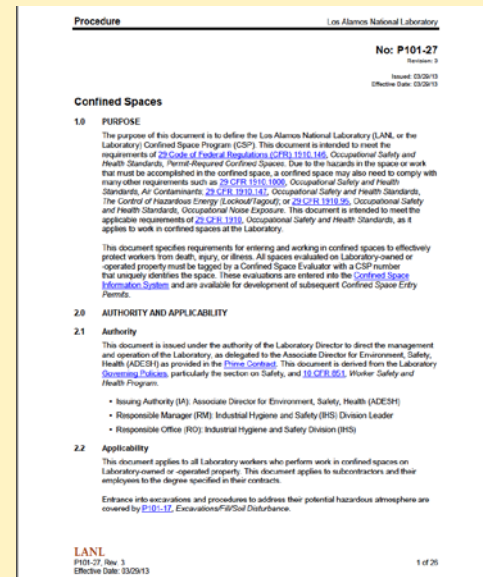 Procedure
Los Alamos National Laboratory
No: P101-27
Revision: 3
Issued: 03/29/13
Effective Date: 03/29/13
Confined Spaces
1.0 PURPOSE
The purpose of this document is to define the Los Alamos National Laboratory (LANL, or the
Laboratory) Confined Space Program (CSP). This document is intended to meet the
requirements of 29 Code of Federal Regulations (CFR) 1910.146, Occupational Safety and
Health Standards, Permit-Required Confined Spaces. Due to the hazards in the space or work
that must be accomplished in the confined space, a confined space may also need to comply with
many other requirements such as 29 CFR 1910.1000, Occupational Safety and Health
Standards, Air Contaminants; 29 CFR 1910.147, Occupational Safety and Health Standards,
The Control of Hazardous Energy (Lockout/Tagout); or 29 CFR 1910.95, Occupational Safety
and Health Standards, Occupational Noise Exposure. This document is intended to meet the
applicable requirements of 29 CFR 1910, Occupational Safety and Health Standards, as it
applies to work in confined spaces at the Laboratory.
This document specifies requirements for entering and working in confined spaces to effectively
protect workers from death, injury, or illness. All spaces evaluated on Laboratory-owned or
-operated property must be tagged by a Confined Space Evaluator with a CSP number
that uniquely identifies the space. These evaluations are entered into the Confined Space
Information System and are available for development of subsequent Confined Space Entry
Permits.
2.0 AUTHORITY AND APPLICABILITY
2.1 Authority
This document is issued under the authority of the Laboratory Director to direct the management
and operation of the Laboratory, as delegated to the Associate Director for Environment, Safety,
Health (ADESH) as provided in the Prime Contract. This document is derived from the Laboratory
Governing Policies, particularly the section on Safety, and 10 CFR 851, Worker Safety and
Health Program.
• Issuing Authority (IA): Associate Director for Environment, Safety, Health (ADESH)
• Responsible Manager (RM): Industrial Hygiene and Safety (IHS) Division Leader
• Responsible Office (RO): Industrial Hygiene and Safety Division (IHS)
2.2 Applicability
This document applies to all Laboratory workers who perform work in confined spaces on
Laboratory-owned or -operated property. This document applies to subcontractors and their
employees to the degree specified in their contracts.
Entrance into excavations and procedures to address their potential hazardous atmosphere are
covered by P101-17, Excavations/Fill/Soil Disturbance.
LANL
P101-27, Rev. 3
1 of 26
Effective Date: 03/29/13